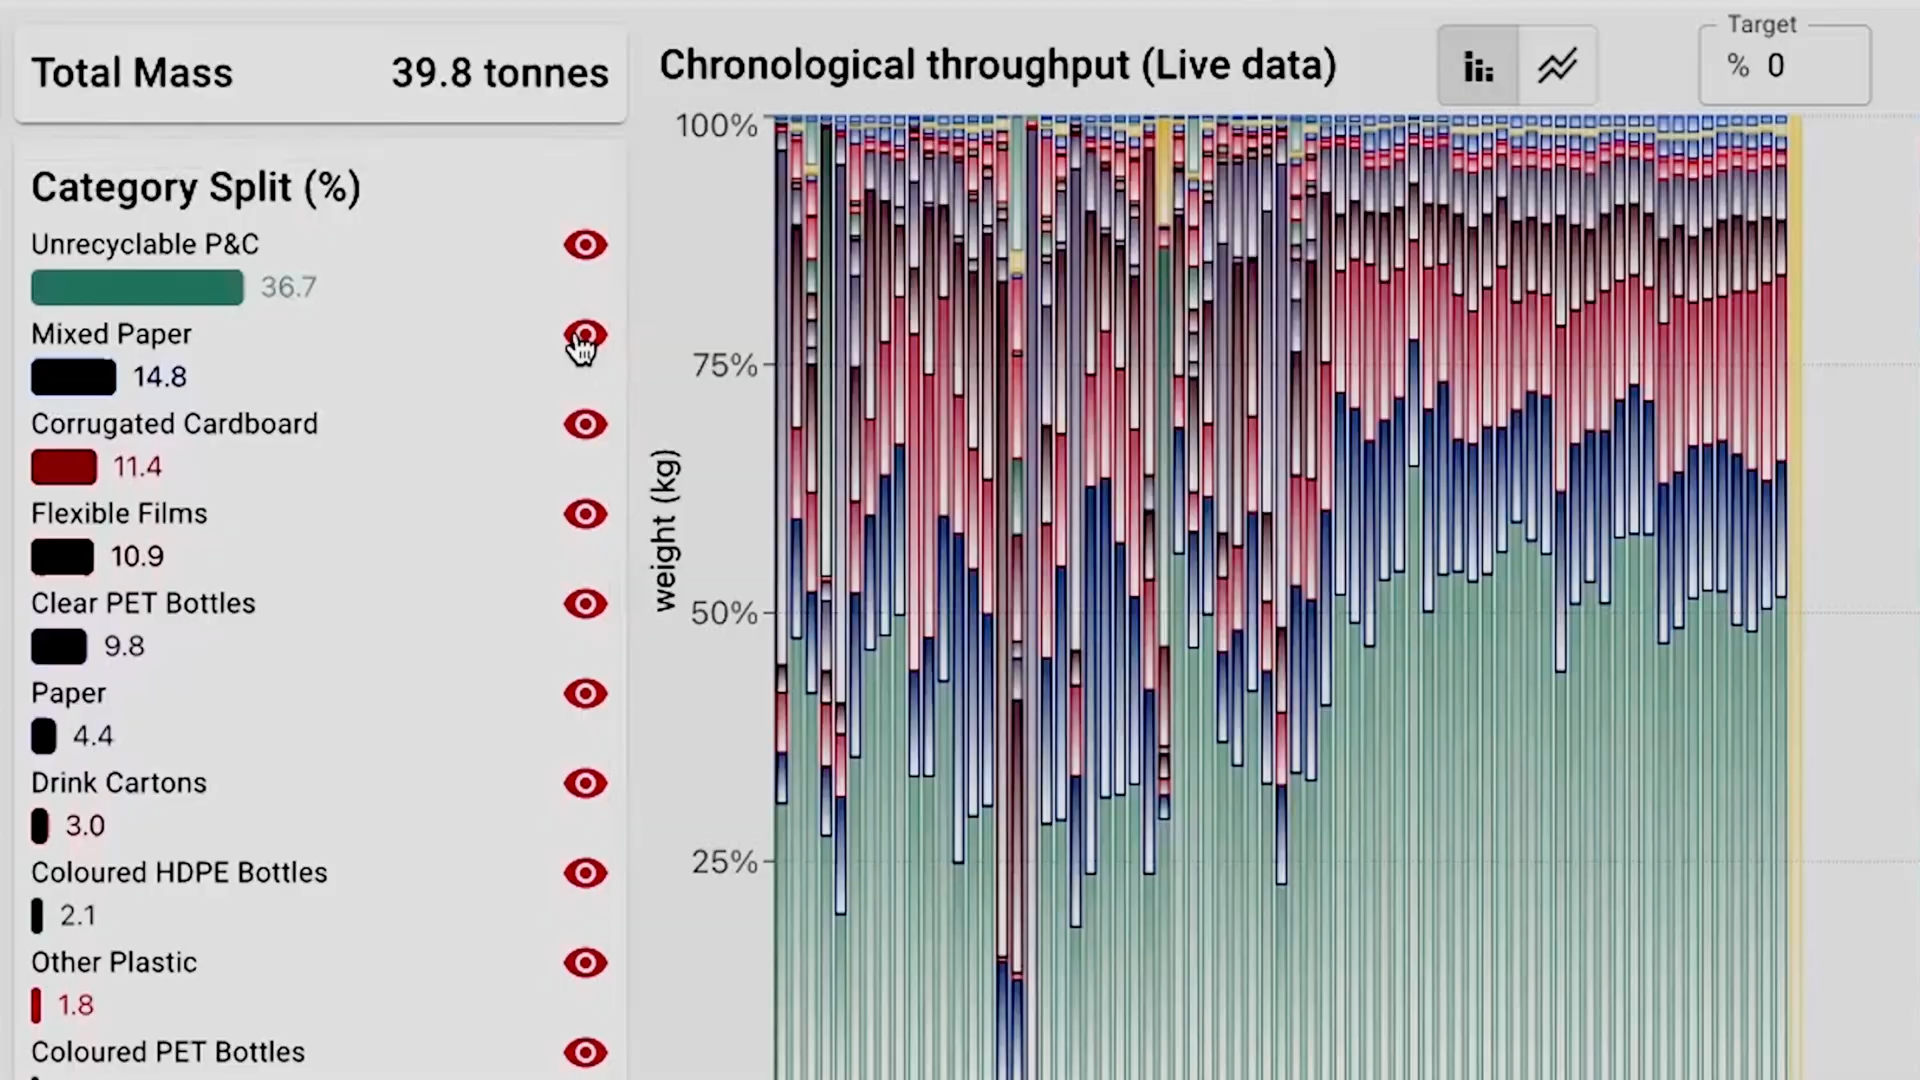 Total Mass 39.8 tonnes
Category Split (%)
Unrecyclable P&C
36.7
Mixed Paper
14.8
Corrugated Cardboard
11.4
Flexible Films
10.9
Clear PET Bottles
9.8
Paper
4.4
Drink Cartons
3.0
Coloured HDPE Bottles
2.1
Other Plastic
1.8
Coloured PET Bottles
Chronological throughput (Live data)
Target
% 0
100%
75%
50%
25%
weight (kg)